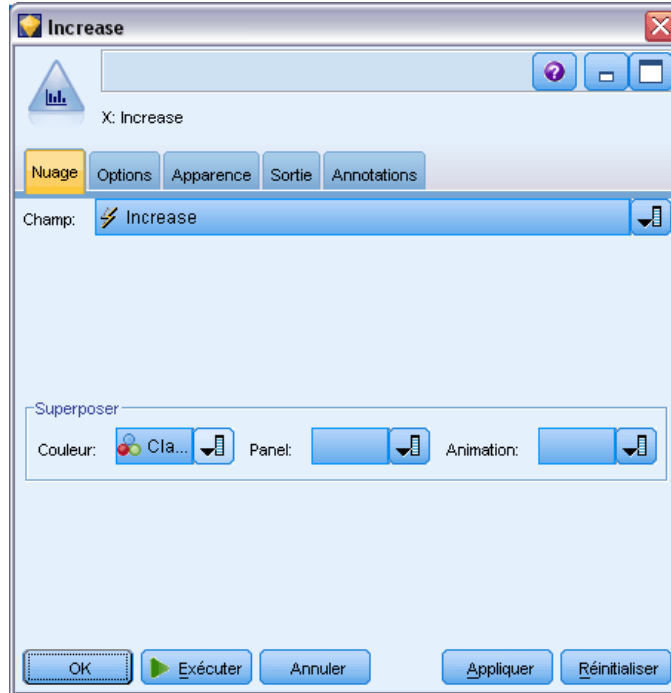 Increase
X: Increase
Nuage Options Apparence Sortie Annotations
Champ: Increase
Superposer
Couleur: Cla... Panel: Animation:
OK Exécuter Annuler Appliquer Réinitialiser